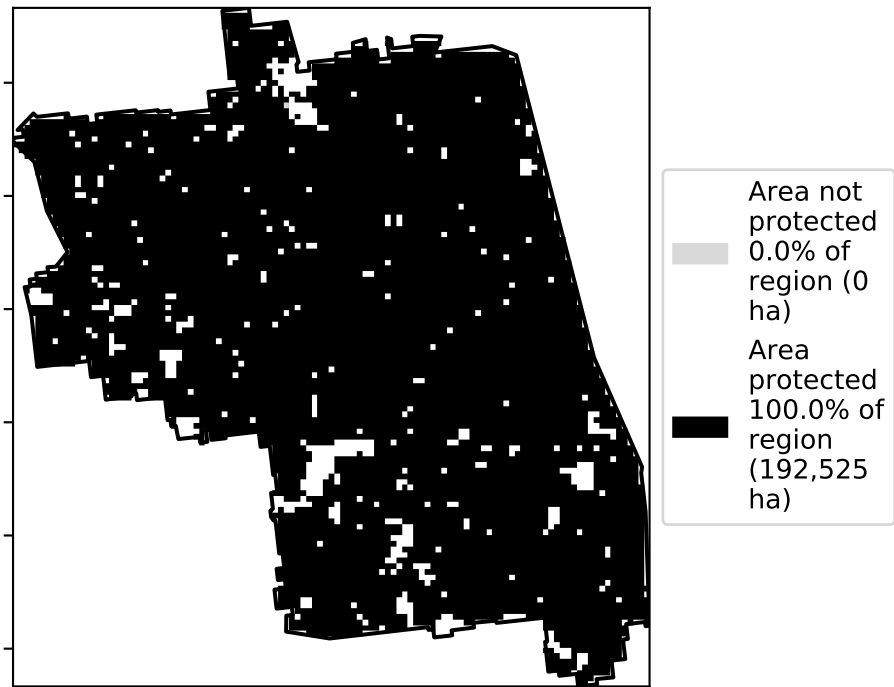 Area not
protected
0.0% of
region (0
ha)
Area
protected
100.0% of
region
(192,525
ha)